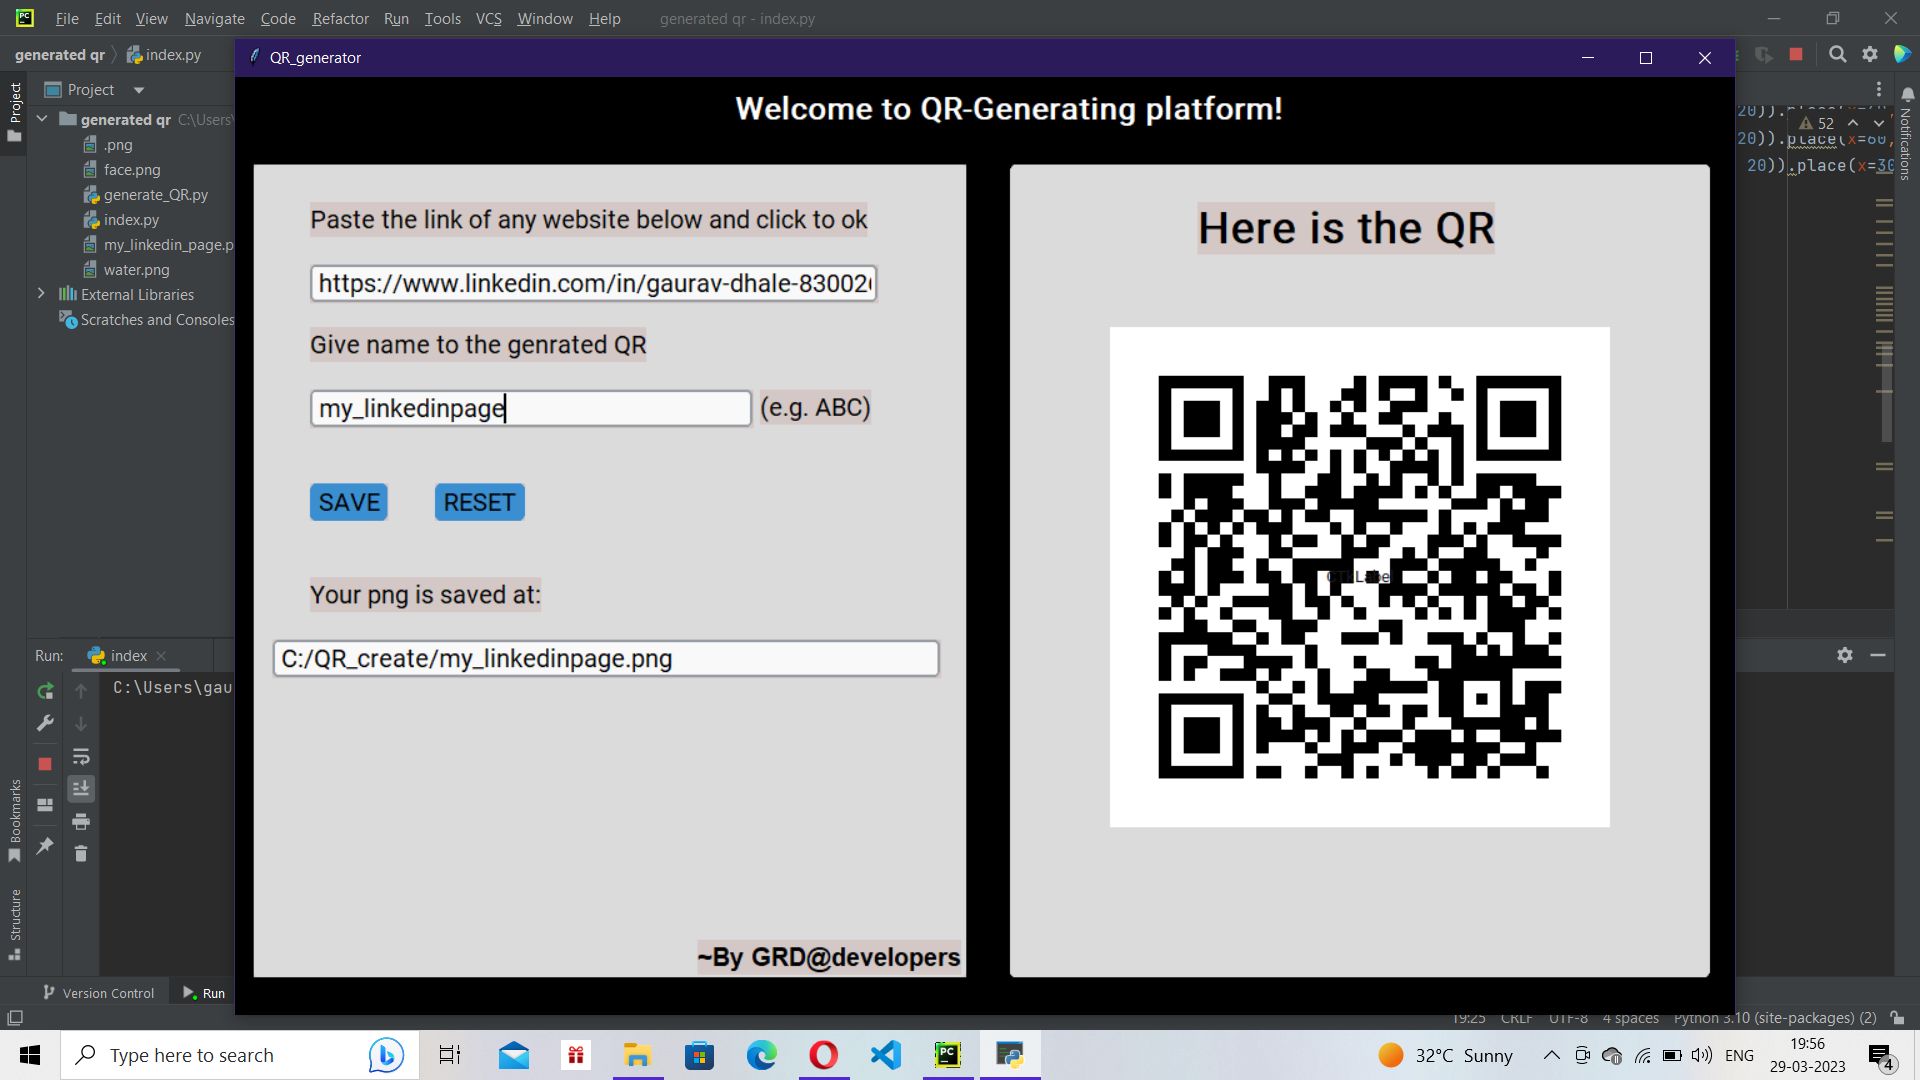 File Edit View Navigate Code Refactor Run Tools VCS Window Help generated qr - index.py
generated qr index.py
QR_generator
Welcome to QR-Generating platform!
Project
Project
generated qr C:\Users\
.png
face.png
generate_QR.py
index.py
my_linkedin_page.p
water.png
External Libraries
Scratches and Consoles
Paste the link of any website below and click to ok
https://www.linkedin.com/in/gaurav-dhale-83002
Give name to the genrated QR
my_linkedinpage (e.g. ABC)
SAVE RESET
Your png is saved at:
C:/QR_create/my_linkedinpage.png
~By GRD@developers
Here is the QR
CTkLabel
20)).place(x=60,
52
20)).place(x=60,
20)).place(x=30
Notifications
Run: index
C:\Users\gau
Bookmarks
Structure
Version Control Run
19:25 CRLF UTF-8 4 spaces Python 3.10 (site-packages) (2)
Type here to search
32°C Sunny
ENG
19:56
29-03-2023
4